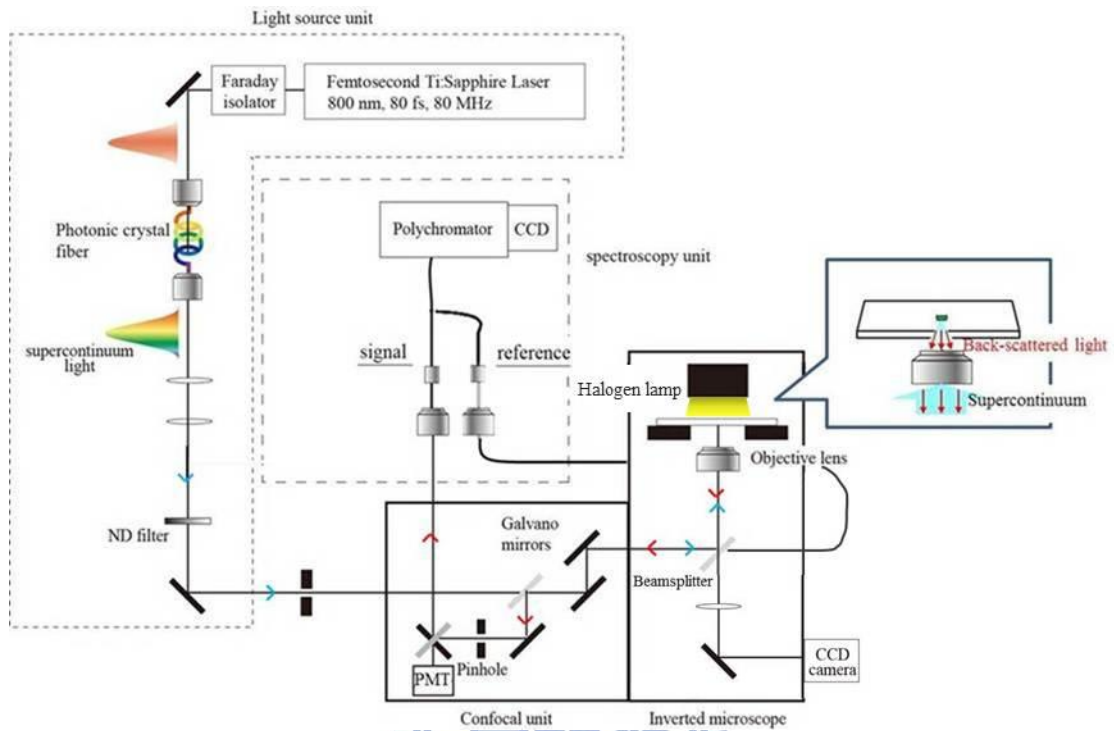 Light source unit
Faraday
isolator
Femtosecond Ti:Sapphire Laser
800 nm, 80 fs, 80 MHz
Photonic crystal
fiber
Polychromator
CCD
spectroscopy unit
supercontinuum
light
signal
reference
Halogen lamp
Back-scattered light
Supercontinuum
Objective lens
ND filter
Galvano
mirrors
Beamsplitter
Pinhole
PMT
CCD
camera
Confocal unit
Inverted microscope